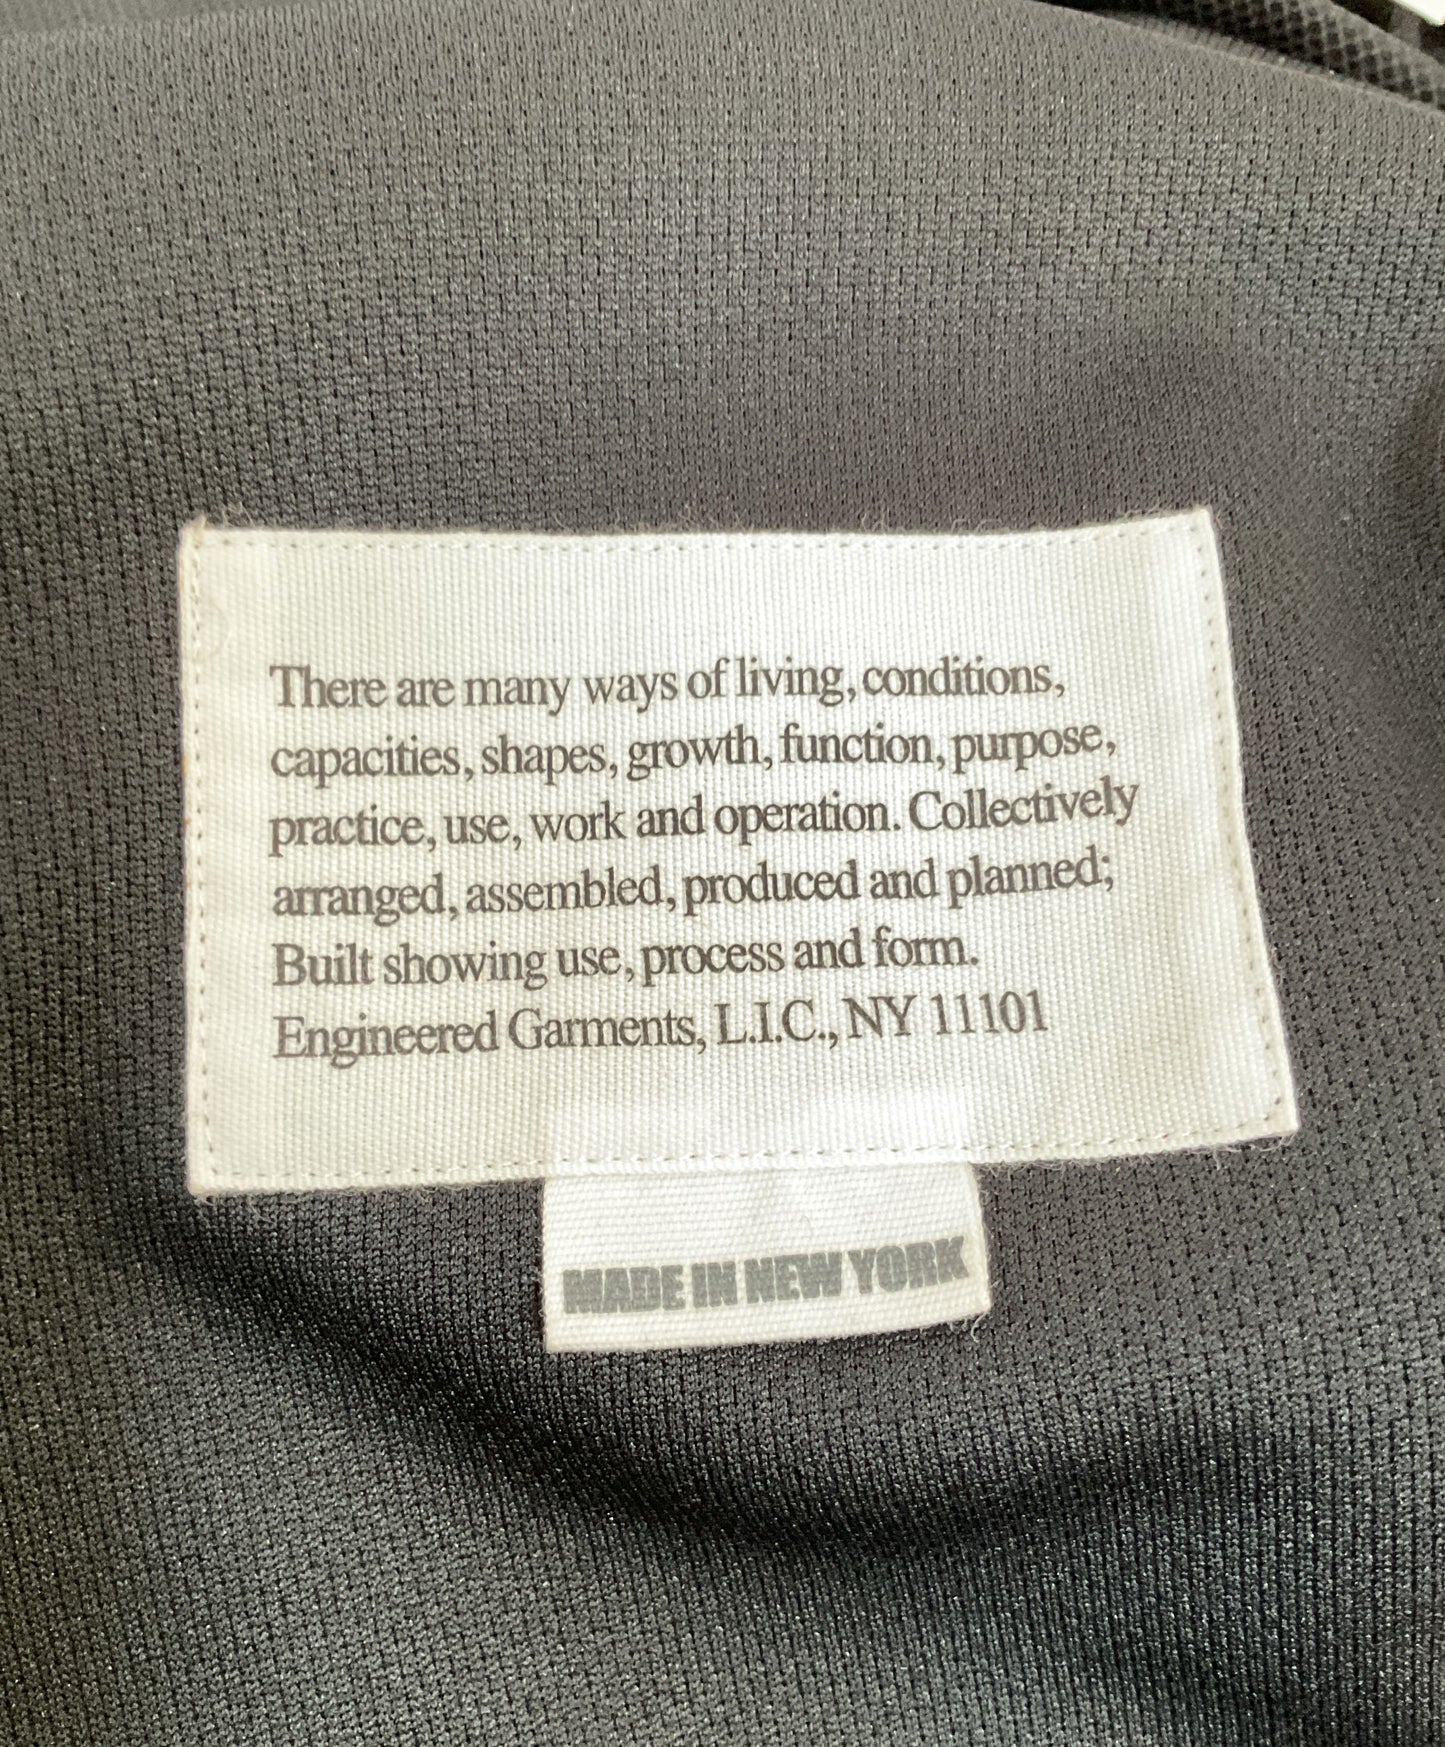 There are many ways of living, conditions,
capacities, shapes, growth, function, purpose,
practice, use, work and operation. Collectively
arranged, assembled, produced and planned;
Built showing use, process and form.
Engineered Garments, L.I.C., NY 11101
MADE IN NEW YORK